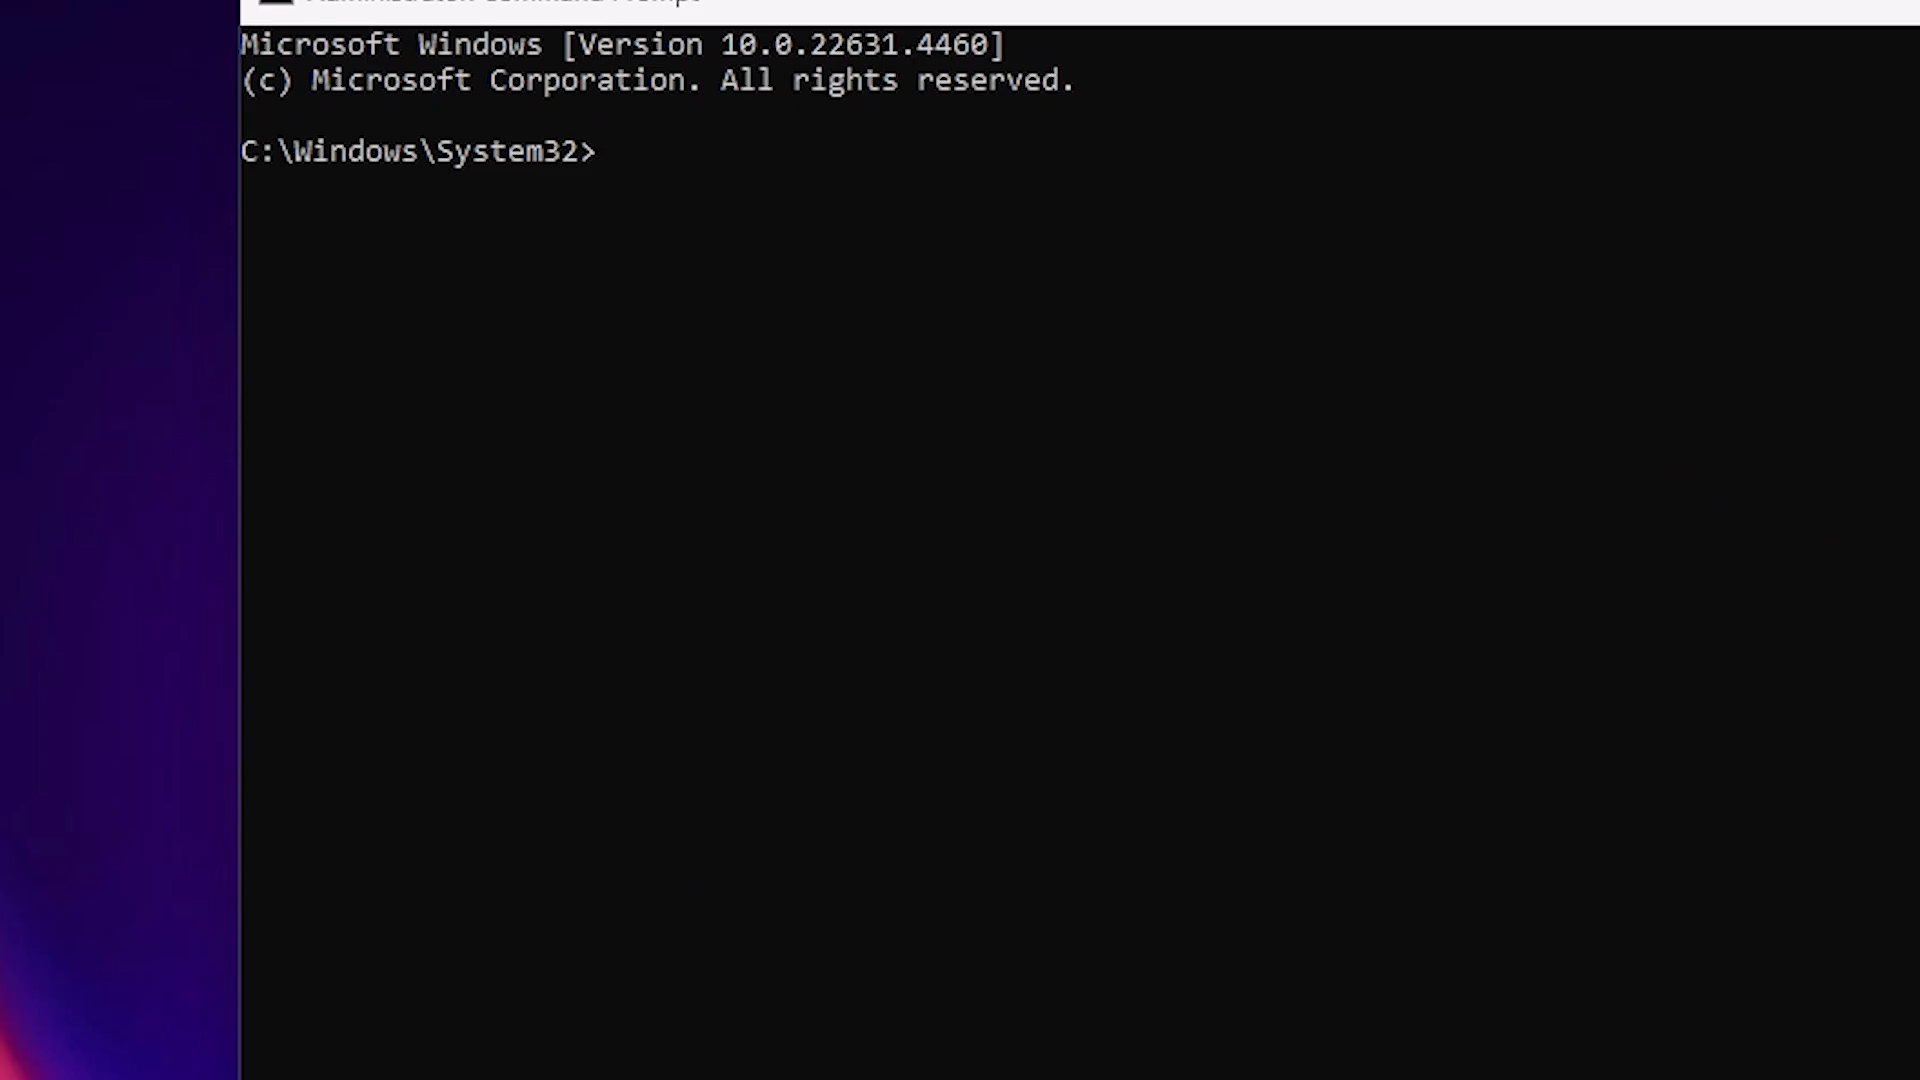 Microsoft Windows [Version 10.0.22631.4460]
(c) Microsoft Corporation. All rights reserved.
C:\Windows\System32>